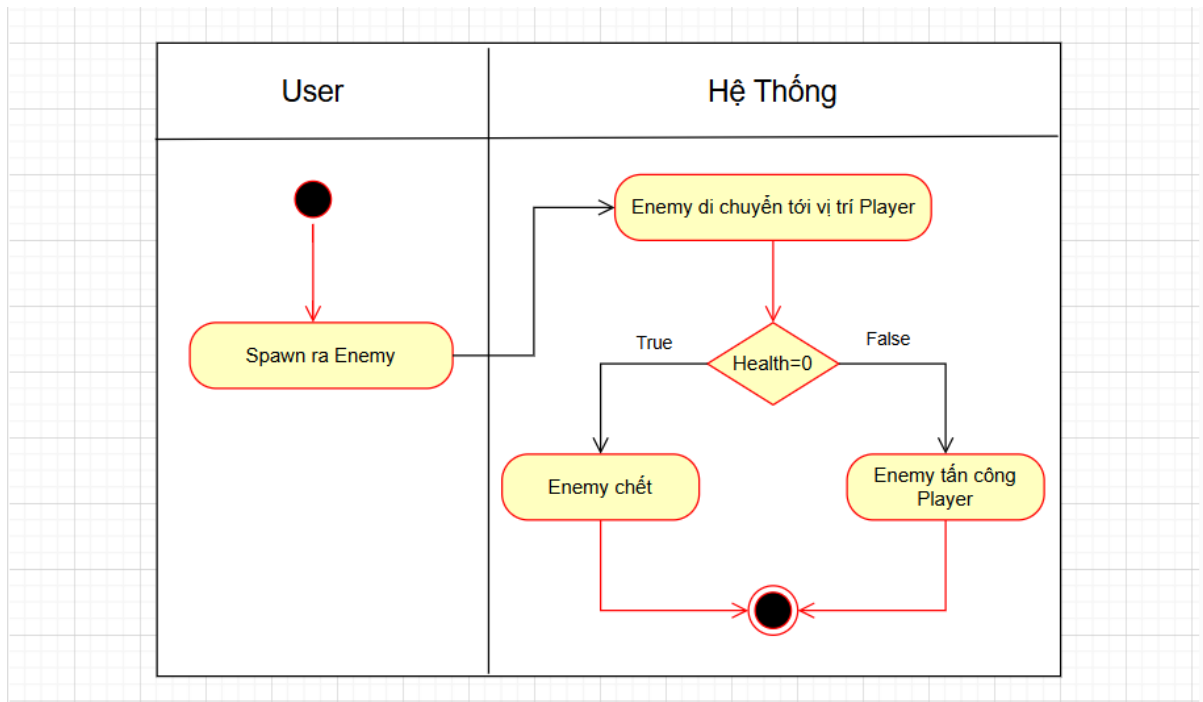 User
Hệ Thống
Enemy di chuyển tới vị trí Player
Spawn ra Enemy
True
False
Health=0
Enemy chết
Enemy tấn công
Player